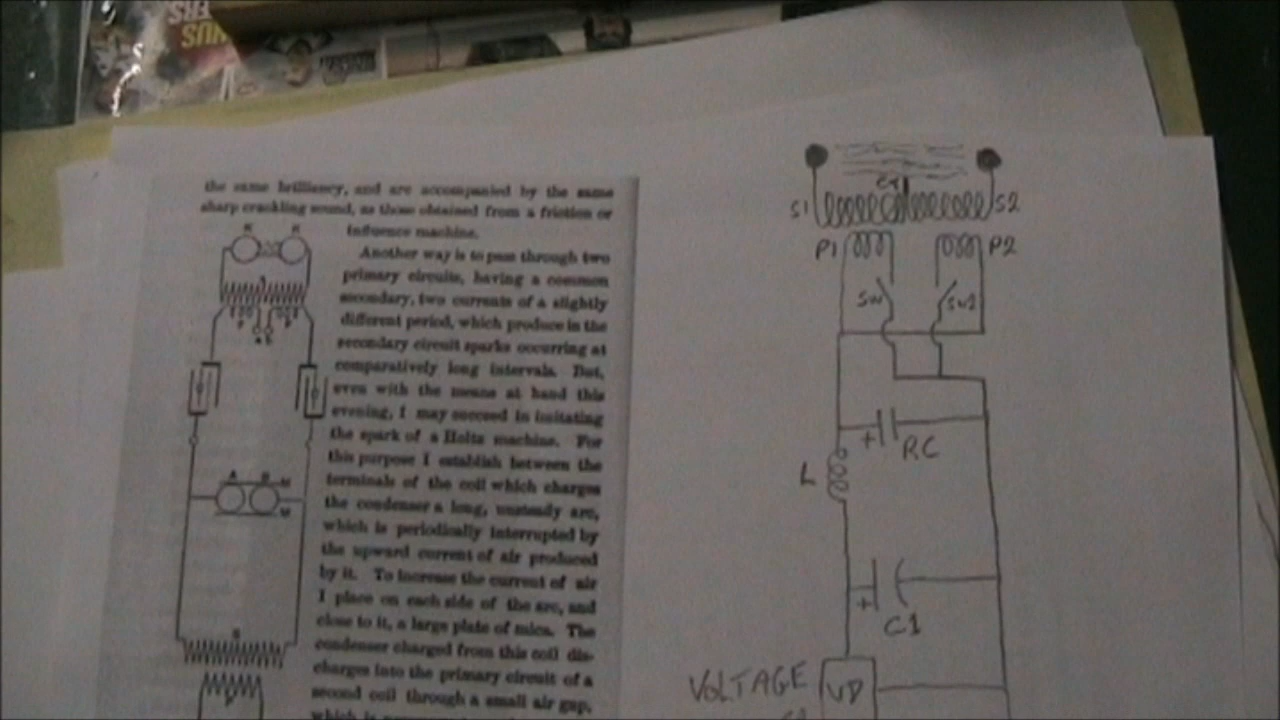 the same brilliancy, and are accompanied by the same
sharp crackling sound, as those obtained from a friction or
influence machine.
Another way is to pass through two
primary circuits, having a common
secondary, two currents of a slightly
different period, which produce in the
secondary circuit sparks occurring at
comparatively long intervals. But,
even with the means at hand this
evening, I may succeed in imitating
the spark of a Holtz machine. For
this purpose I establish between the
terminals of the coil which charges
the condenser a long, unsteady arc,
which is periodically interrupted by
the upward current of air produced
by it. To increase the current of air
I place on each side of the arc, and
close to it, a large plate of mica. The
condenser charged from this coil dis-
charges into the primary circuit of a
second coil through a small air gap,
which is
K K
S
P P
A B M
M
S
P
S1 S2
P1 P2
SW SW2
+ RC
L
+ C1
VOLTAGE VD